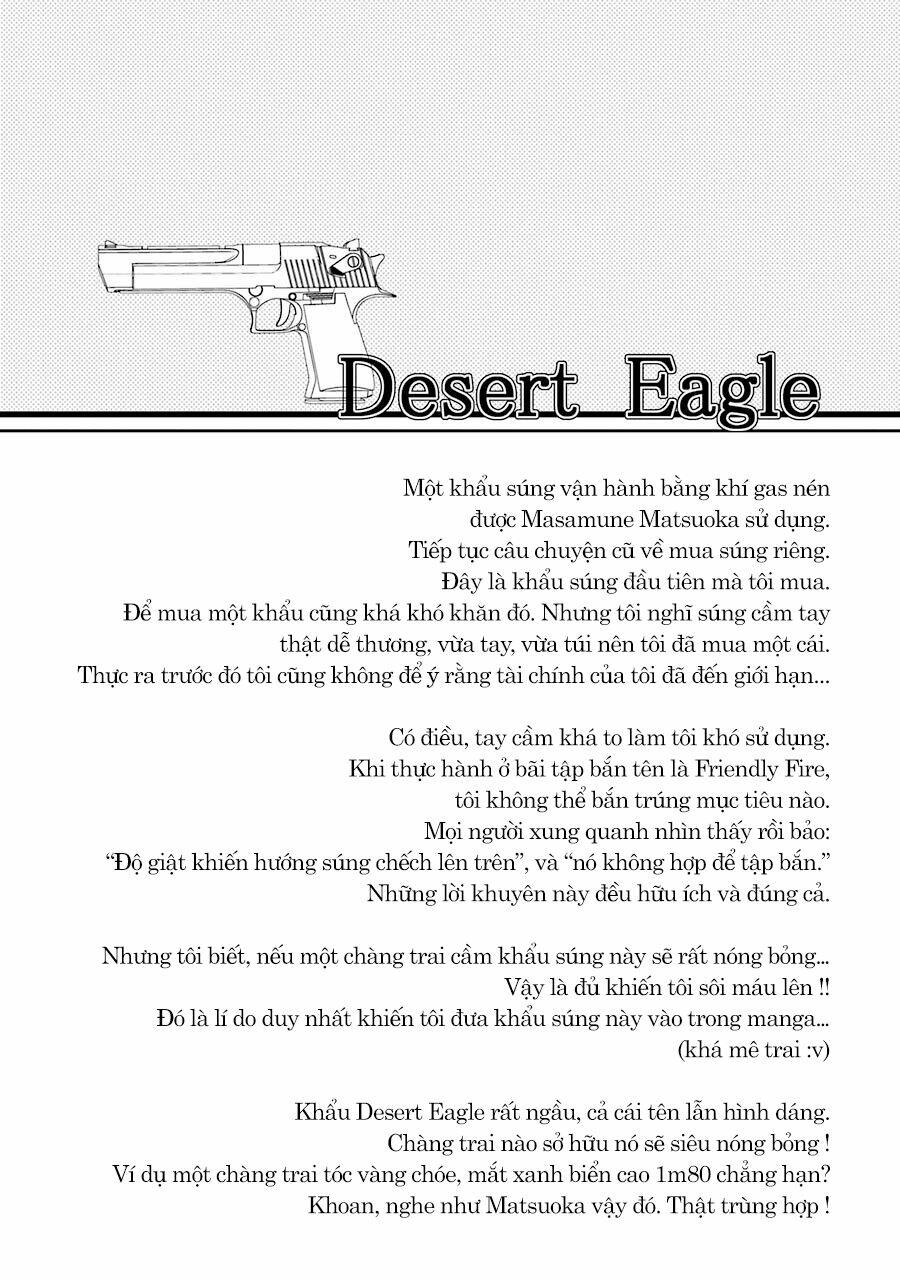 Desert Eagle
Một khẩu súng vận hành bằng khí gas nén
được Masamune Matsuoka sử dụng.
Tiếp tục câu chuyện cũ về mua súng riêng.
Đây là khẩu súng đầu tiên mà tôi mua.
Để mua một khẩu cũng khá khó khăn đó. Nhưng tôi nghĩ súng cầm tay
thật dễ thương, vừa tay, vừa túi nên tôi đã mua một cái.
Thực ra trước đó tôi cũng không để ý rằng tài chính của tôi đã đến giới hạn...
Có điều, tay cầm khá to làm tôi khó sử dụng.
Khi thực hành ở bãi tập bắn tên là Friendly Fire,
tôi không thể bắn trúng mục tiêu nào.
Mọi người xung quanh nhìn thấy rồi bảo:
“Độ giật khiến hướng súng chếch lên trên”, và “nó không hợp để tập bắn.”
Những lời khuyên này đều hữu ích và đúng cả.
Nhưng tôi biết, nếu một chàng trai cầm khẩu súng này sẽ rất nóng bỏng...
Vậy là đủ khiến tôi sôi máu lên !!
Đó là lí do duy nhất khiến tôi đưa khẩu súng này vào trong manga...
(khá mê trai :v)
Khẩu Desert Eagle rất ngầu, cả cái tên lẫn hình dáng.
Chàng trai nào sở hữu nó sẽ siêu nóng bỏng !
Ví dụ một chàng trai tóc vàng chóe, mắt xanh biển cao 1m80 chẳng hạn?
Khoan, nghe như Matsuoka vậy đó. Thật trùng hợp !